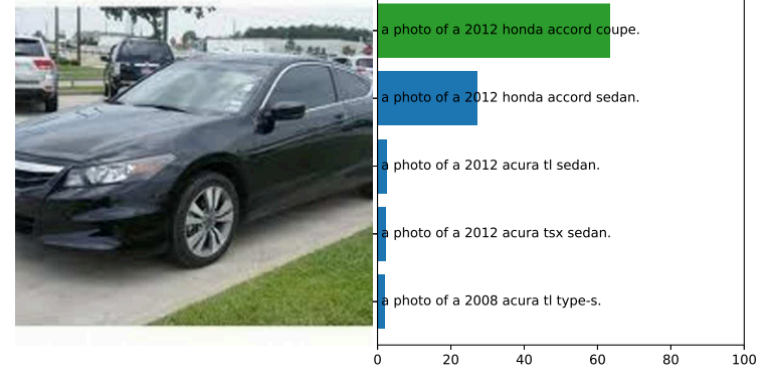 a photo of a 2012 honda accord coupe.
a photo of a 2012 honda accord sedan.
a photo of a 2012 acura tl sedan.
a photo of a 2012 acura tsx sedan.
a photo of a 2008 acura tl type-s.
0 20 40 60 80 100